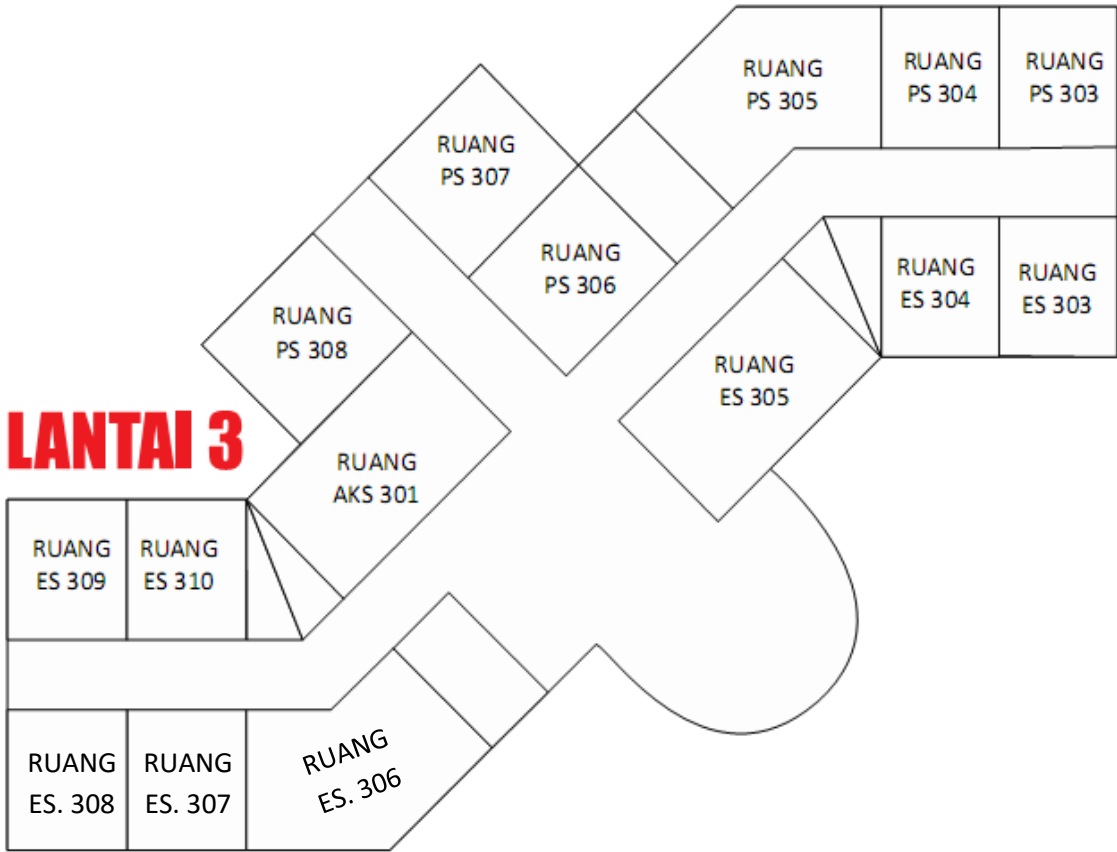 RUANG
PS 305
RUANG
PS 304
RUANG
PS 303
RUANG
PS 307
RUANG
PS 306
RUANG
ES 304
RUANG
ES 303
RUANG
PS 308
RUANG
ES 305
LANTAI 3
RUANG
AKS 301
RUANG
ES 309
RUANG
ES 310
RUANG
ES. 308
RUANG
ES. 307
RUANG
ES. 306